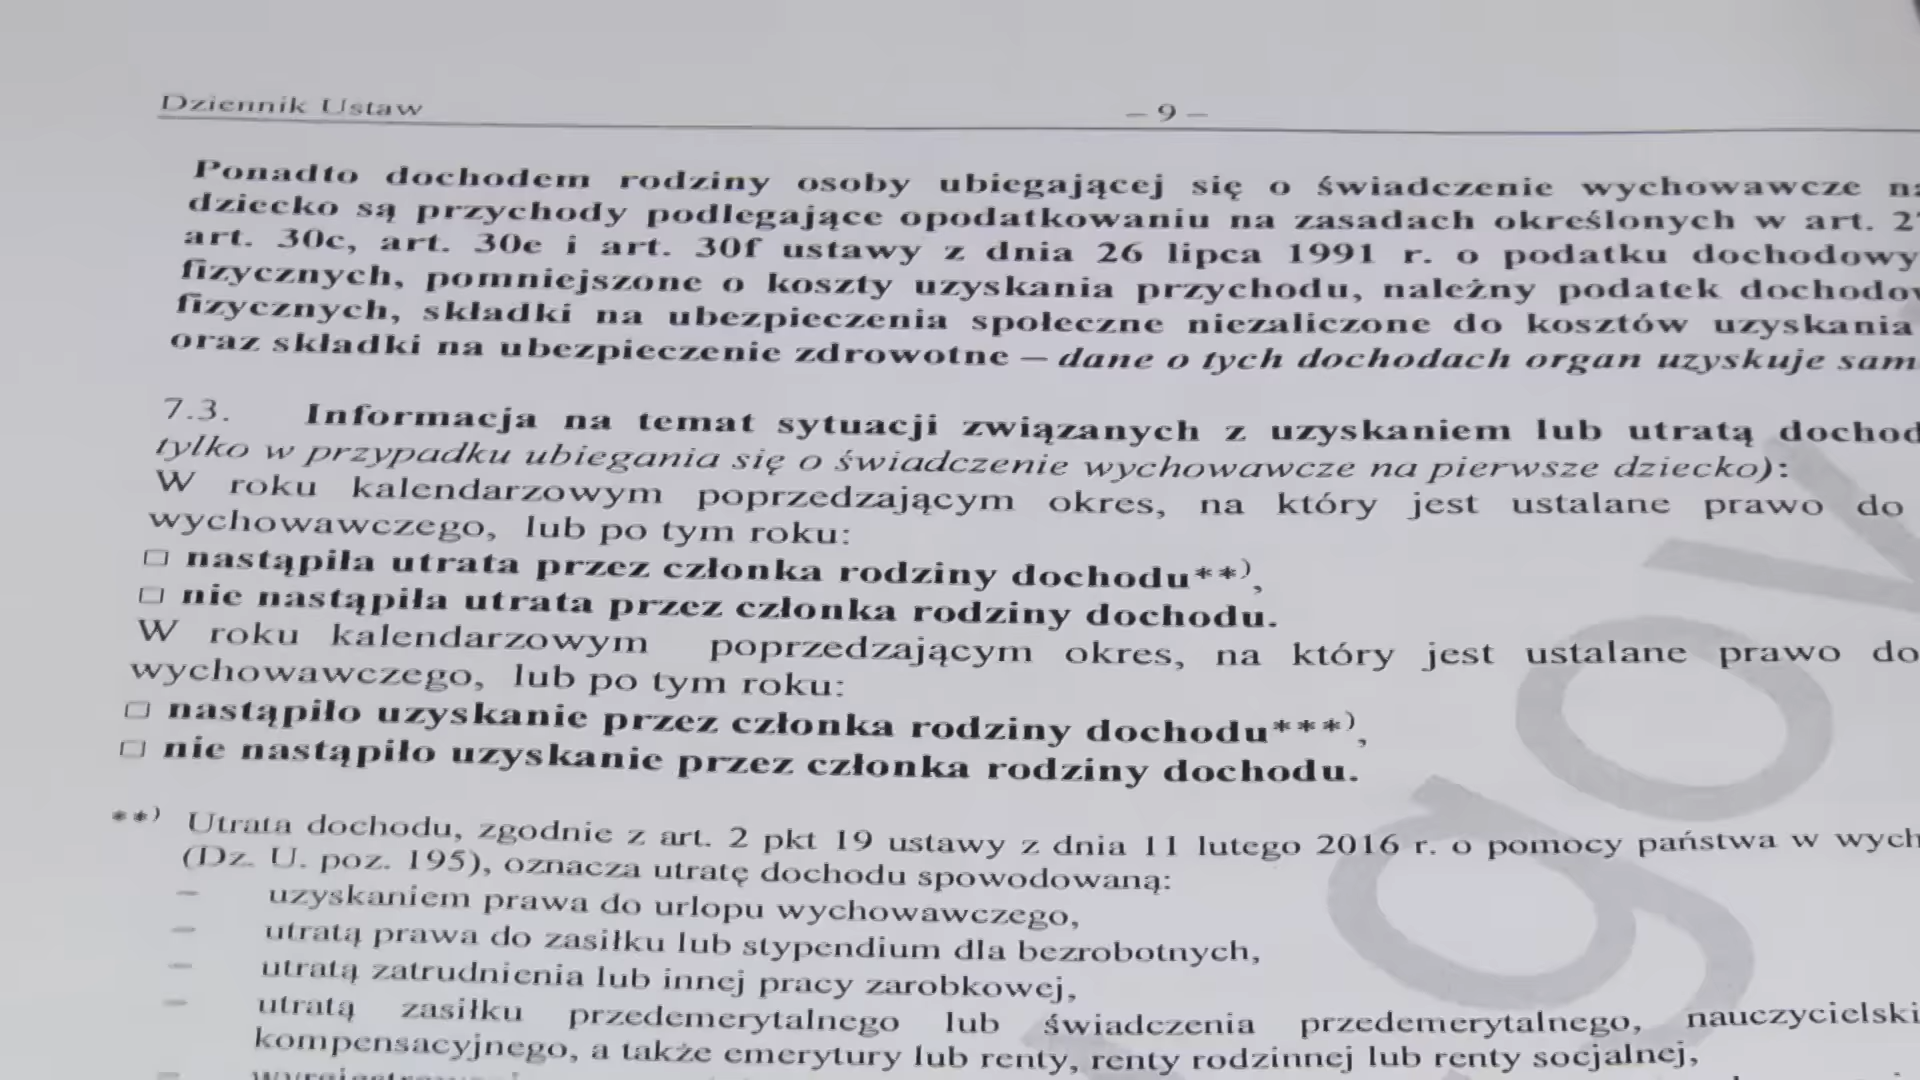 Dziennik Ustaw
– 9 –
Ponadto dochodem rodziny osoby ubiegającej się o świadczenie wychowawcze
dziecko są przychody podlegające opodatkowaniu na zasadach określonych w art.
art. 30c, art. 30e i art. 30f ustawy z dnia 26 lipca 1991 r. o podatku dochodowy
fizycznych, pomniejszone o koszty uzyskania przychodu, należny podatek dochodo
fizycznych, składki na ubezpieczenia społeczne niezaliczone do kosztów uzyskania
oraz składki na ubezpieczenie zdrowotne – dane o tych dochodach organ uzyskuje sam
7.3. Informacja na temat sytuacji związanych z uzyskaniem lub utratą dochod
tylko w przypadku ubiegania się o świadczenie wychowawcze na pierwsze dziecko):
W roku kalendarzowym poprzedzającym okres, na który jest ustalane prawo do
wychowawczego, lub po tym roku:
□ nastąpiła utrata przez członka rodziny dochodu**),
□ nie nastąpiła utrata przez członka rodziny dochodu.
W roku kalendarzowym poprzedzającym okres, na który jest ustalane prawo do
wychowawczego, lub po tym roku:
□ nastąpiło uzyskanie przez członka rodziny dochodu***),
□ nie nastąpiło uzyskanie przez członka rodziny dochodu.
**) Utrata dochodu, zgodnie z art. 2 pkt 19 ustawy z dnia 11 lutego 2016 r. o pomocy państwa w wych
(Dz. U. poz. 195), oznacza utratę dochodu spowodowaną:
– uzyskaniem prawa do urlopu wychowawczego,
– utratą prawa do zasiłku lub stypendium dla bezrobotnych,
– utratą zatrudnienia lub innej pracy zarobkowej,
– utratą zasiłku przedemerytalnego lub świadczenia przedemerytalnego, nauczycielski
kompensacyjnego, a także emerytury lub renty, renty rodzinnej lub renty socjalnej,
gov